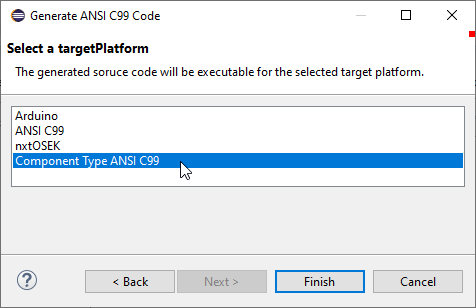 Generate ANSI C99 Code
Select a targetPlatform
The generated soruce code will be executable for the selected target platform.
Arduino
ANSI C99
nxtOSEK
Component Type ANSI C99
?
< Back
Next >
Finish
Cancel